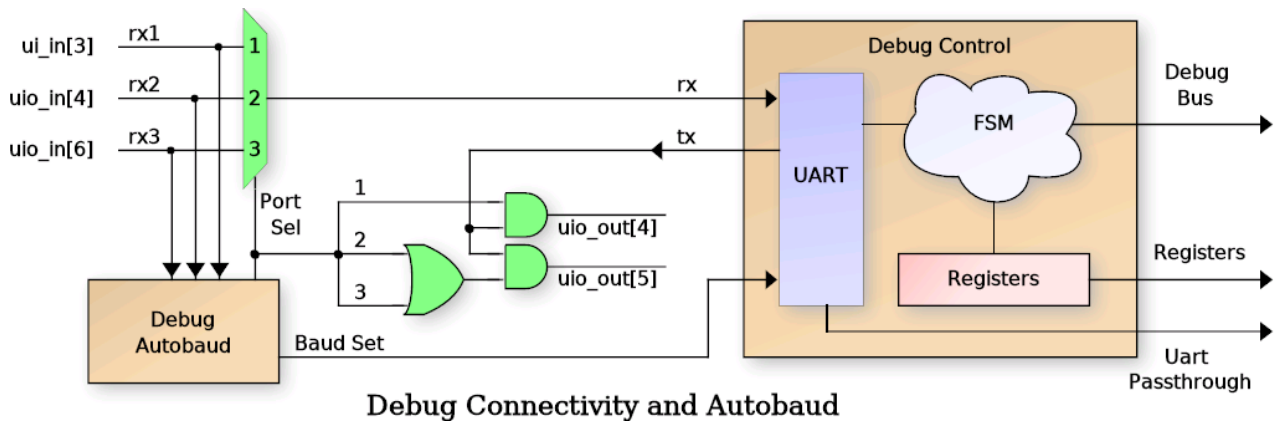 ui_in[3] rx1
uio_in[4] rx2
uio_in[6] rx3
1
2
3
Port
Sel
1
2
3
uio_out[4]
uio_out[5]
Debug
Autobaud
Baud Set
rx
tx
Debug Control
UART
FSM
Registers
Debug
Bus
Registers
Uart
Passthrough
Debug Connectivity and Autobaud